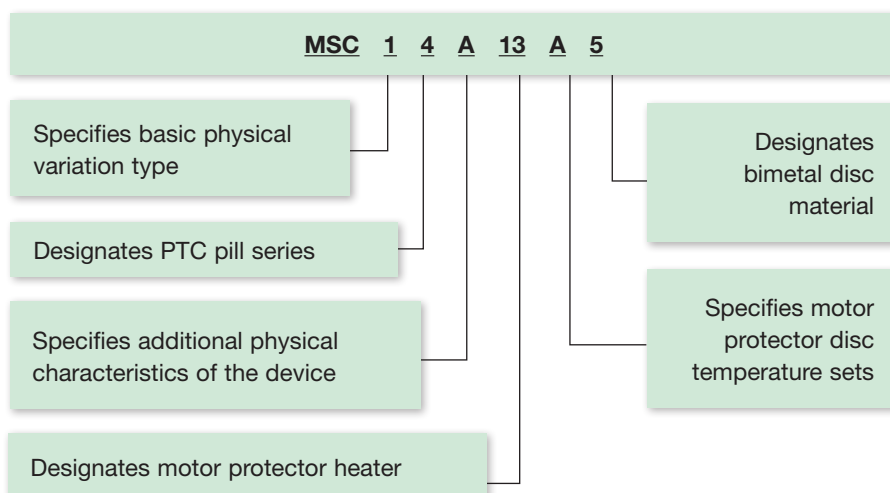 MSC 1 4 A 13 A 5
Specifies basic physical
variation type
Designates PTC pill series
Specifies additional physical
characteristics of the device
Designates motor protector heater
Designates
bimetal disc
material
Specifies motor
protector disc
temperature sets